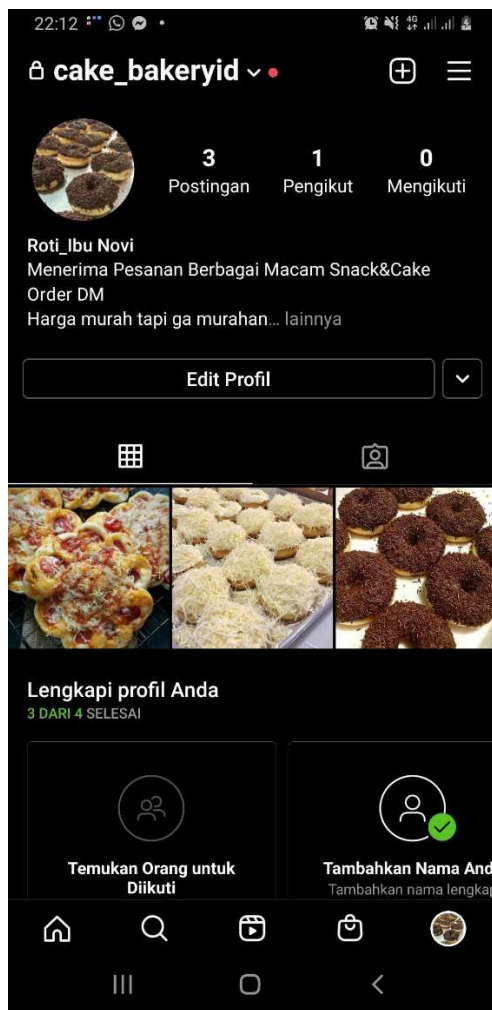 22:12
4G
cake_bakeryid
3
Postingan
1
Pengikut
0
Mengikuti
Roti_Ibu Novi
Menerima Pesanan Berbagai Macam Snack&Cake
Order DM
Harga murah tapi ga murahan... lainnya
Edit Profil
Lengkapi profil Anda
3 DARI 4 SELESAI
Temukan Orang untuk
Diikuti
Tambahkan Nama And
Tambahkan nama lengka